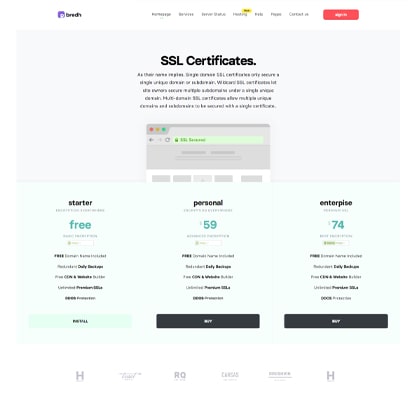 bredh
Homepage Services Server Status Hosting Help Pages Contact us
sign in
SSL Certificates.
As their name implies, Single domain SSL certificates only secure a
single unique domain or subdomain. Wildcard SSL certificates let
site owners secure multiple subdomains under a single unique
domain. Multi-domain SSL certificates allow multiple unique
domains and subdomains to be secured with a single certificate.
SSL Secured
starter personal enterpise
free 59 74
FREE Domain Name Included FREE Domain Name Included FREE Domain Name Included
Redundant Daily Backups Redundant Daily Backups Redundant Daily Backups
Free CDN & Website Builder Free CDN & Website Builder Free CDN & Website Builder
Unlimited Premium SSLs Unlimited Premium SSLs Unlimited Premium SSLs
DDOS Protection DDOS Protection DDOS Protection
INSTALL BUY BUY
H RQ CARGID H